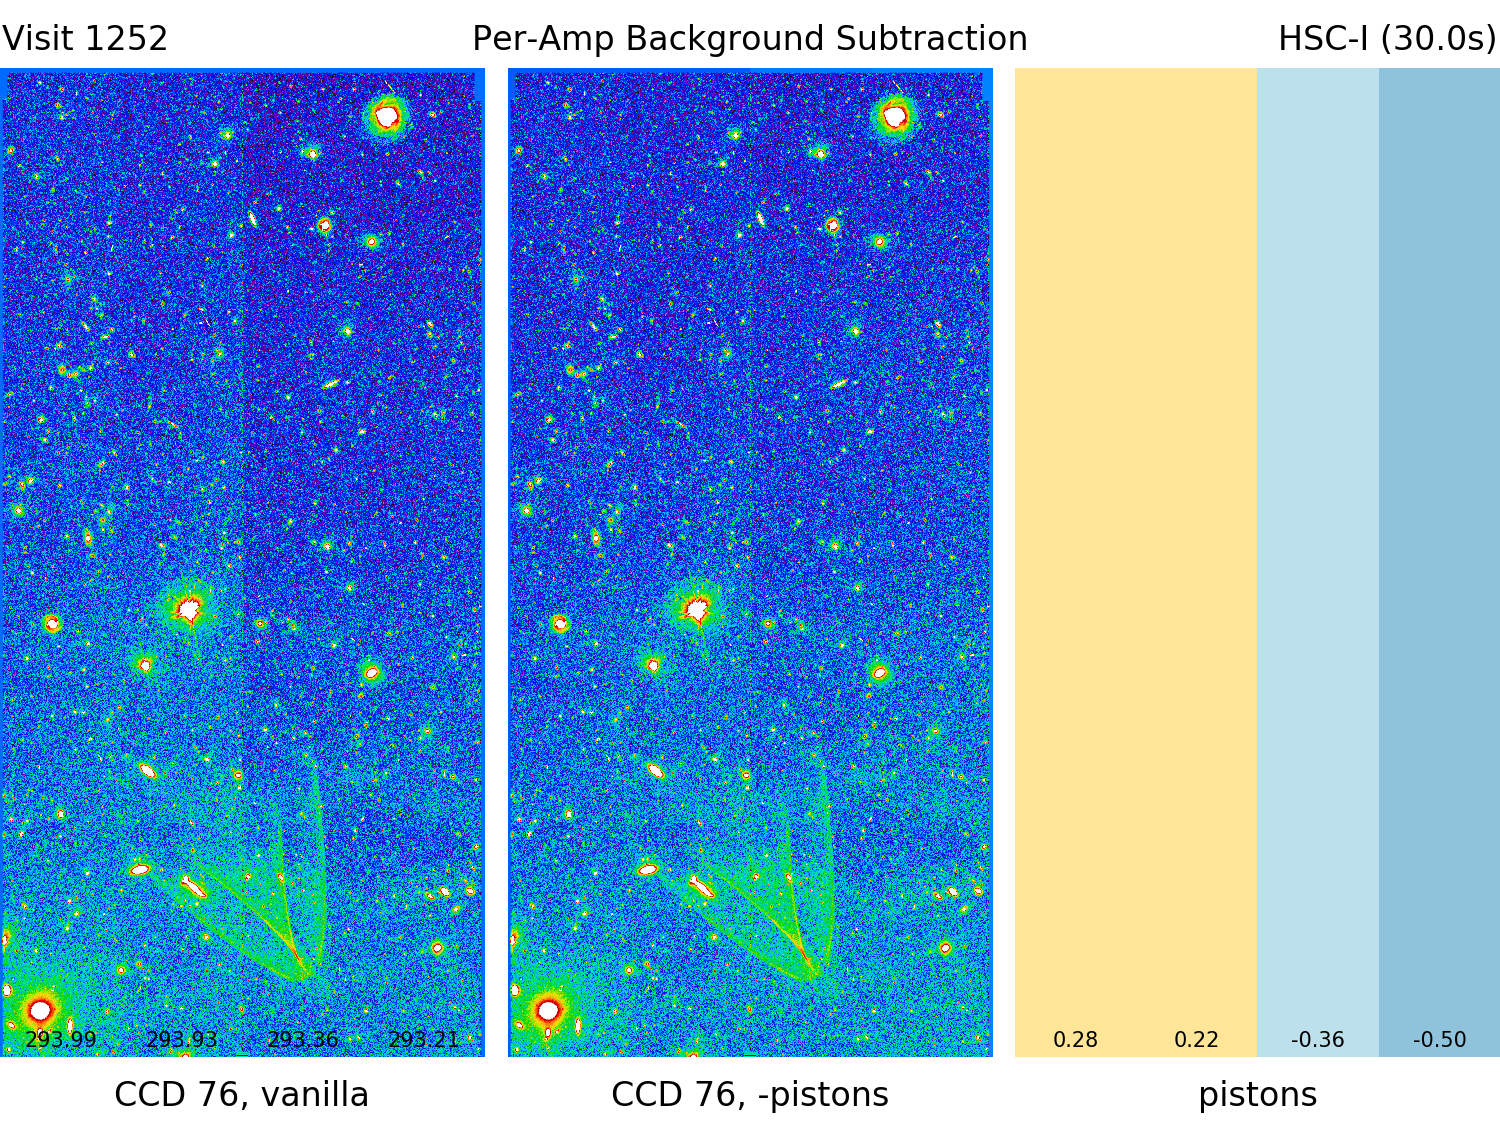 Visit 1252 Per-Amp Background Subtraction HSC-I (30.0s)
293.99 293.93 293.36 293.21 0.28 0.22 -0.36 -0.50
CCD 76, vanilla CCD 76, -pistons pistons